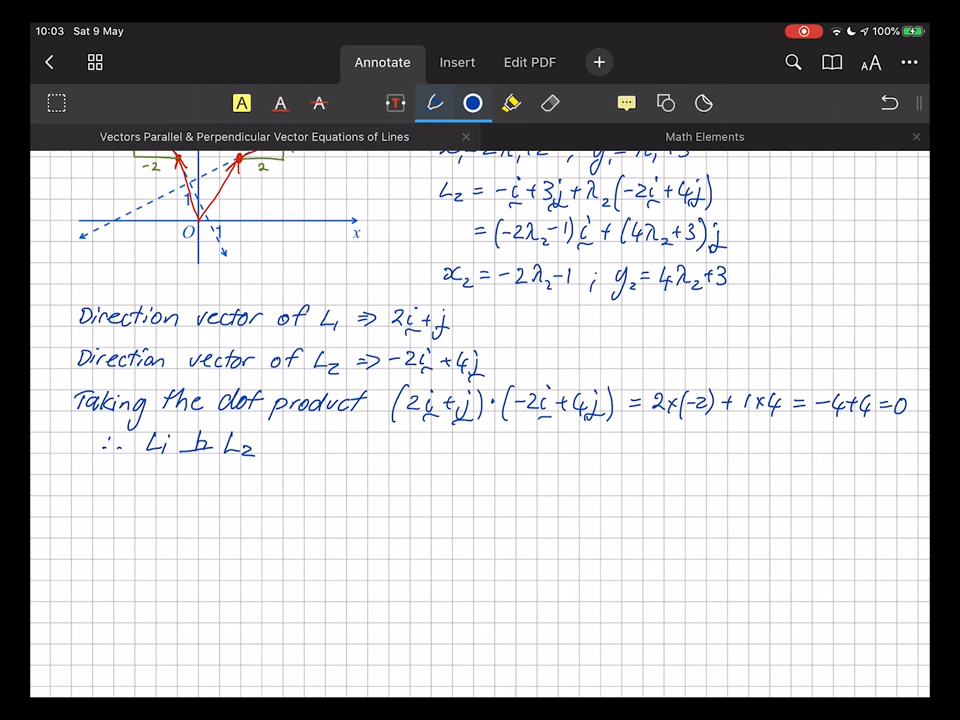 10:03 Sat 9 May 100%
Annotate Insert Edit PDF
Vectors Parallel & Perpendicular Vector Equations of Lines
Math Elements
-2 2
1
O 1 x
L₂ = -i + 3j + λ₂(-2i + 4j)
= (-2λ₂-1)i + (4λ₂+3)j
x₂ = -2λ₂-1 ; y₂ = 4λ₂+3
Direction vector of L₁ ⇒ 2i + j
Direction vector of L₂ ⇒ -2i + 4j
Taking the dot product (2i + j)·(-2i + 4j) = 2×(-2) + 1×4 = -4+4 = 0
∴ L₁ ⊥ L₂